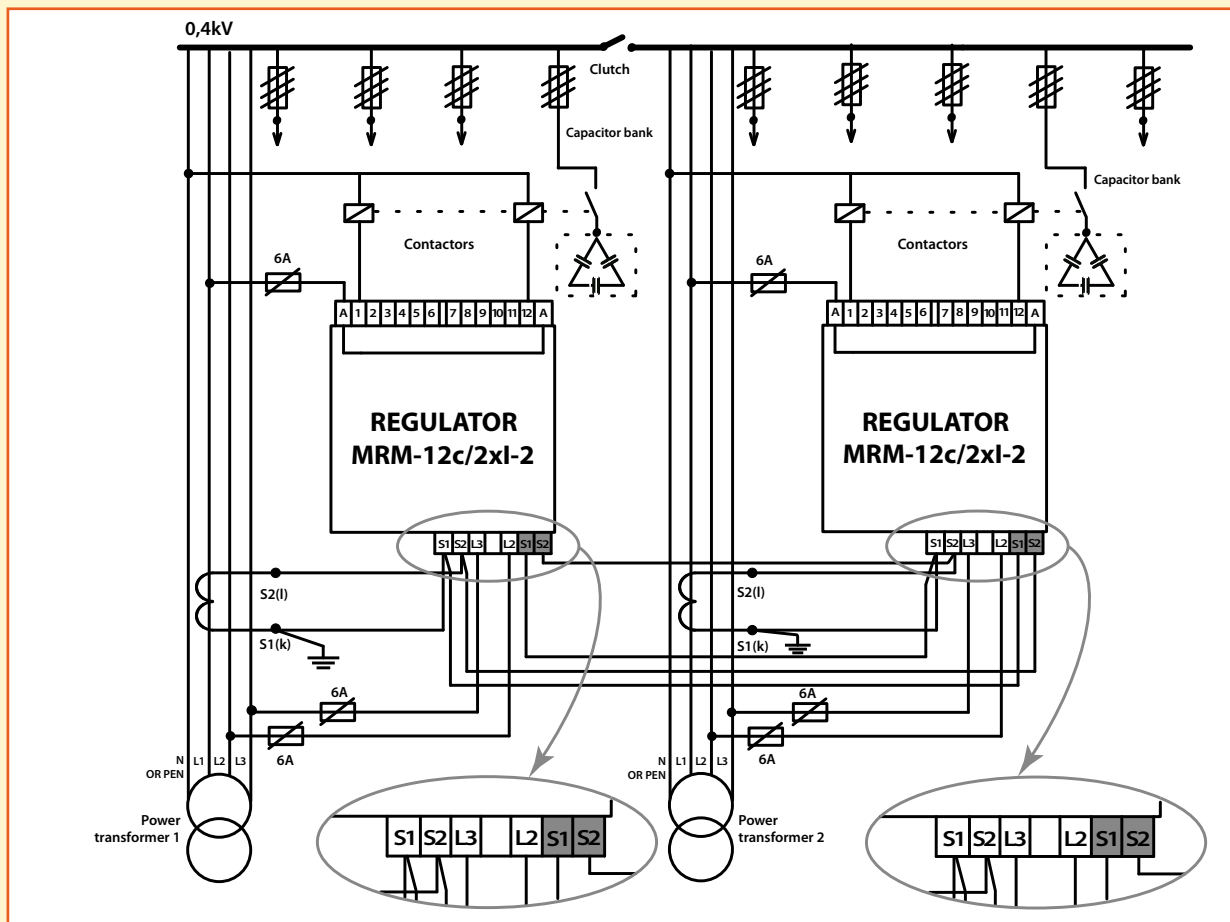 0,4kV
Clutch
Capacitor bank
Capacitor bank
Contactors
Contactors
6A
6A
A 1 2 3 4 5 6 7 8 9 10 11 12 A
A 1 2 3 4 5 6 7 8 9 10 11 12 A
REGULATOR
MRM-12c/2xI-2
REGULATOR
MRM-12c/2xI-2
S1 S2 L3 L2 S1 S2
S1 S2 L3 L2 S1 S2
S2(l)
S1(k)
S2(l)
S1(k)
6A
6A
6A
6A
N L1 L2 L3
OR PEN
N L1 L2 L3
OR PEN
Power
transformer 1
Power
transformer 2
S1 S2 L3 L2 S1 S2
S1 S2 L3 L2 S1 S2